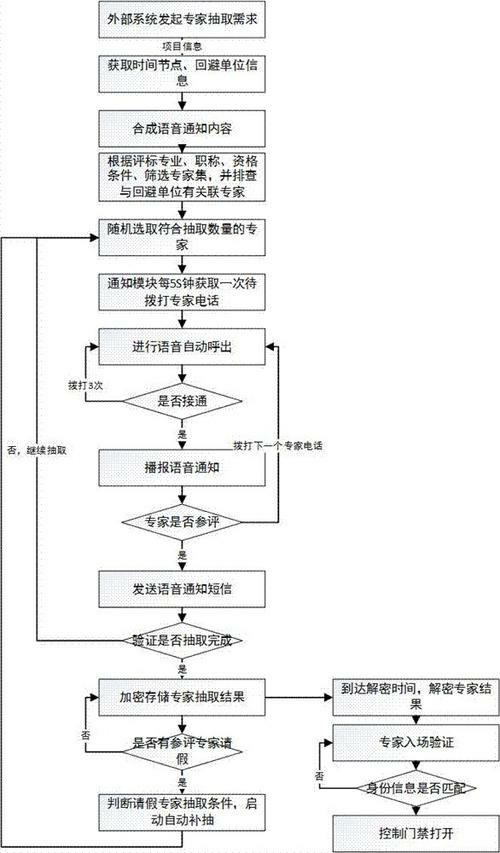 外部系统发起专家抽取需求
项目信息
获取时间节点、回避单位信
息
合成语音通知内容
根据评标专业、职称、资格
条件、筛选专家集，并排查
与回避单位有关联专家
随机选取符合抽取数量的专
家
通知模块每5S钟获取一次待
拨打专家电话
进行语音自动呼出
拨打3次
是否接通
是
否，继续抽取
拨打下一个专家电话
播报语音通知
专家是否参评
是
发送语音通知短信
验证是否抽取完成
是
加密存储专家抽取结果
否
是否有参评专家请
假
是
判断请假专家抽取条件，启
动自动补抽
到达解密时间，解密专家结
果
专家入场验证
否
身份信息是否匹配
控制门禁打开